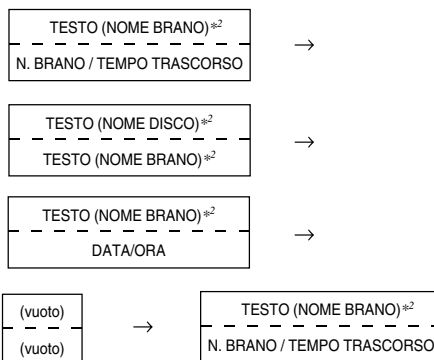 TESTO (NOME BRANO)*2
N. BRANO / TEMPO TRASCORSO
→
TESTO (NOME DISCO)*2
TESTO (NOME BRANO)*2
→
TESTO (NOME BRANO)*2
DATA/ORA
→
(vuoto)
(vuoto)
→
TESTO (NOME BRANO)*2
N. BRANO / TEMPO TRASCORSO